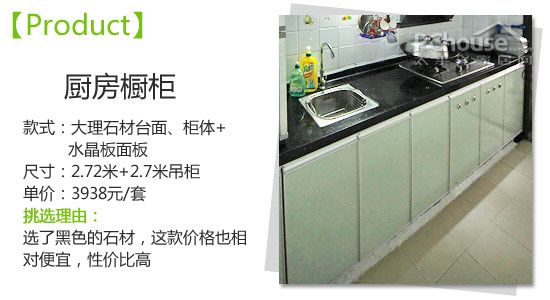 【Product】
厨房橱柜
款式：大理石材台面、柜体+
水晶板面板
尺寸：2.72米+2.7米吊柜
单价：3938元/套
挑选理由：
选了黑色的石材，这款价格也相
对便宜，性价比高
PChouse